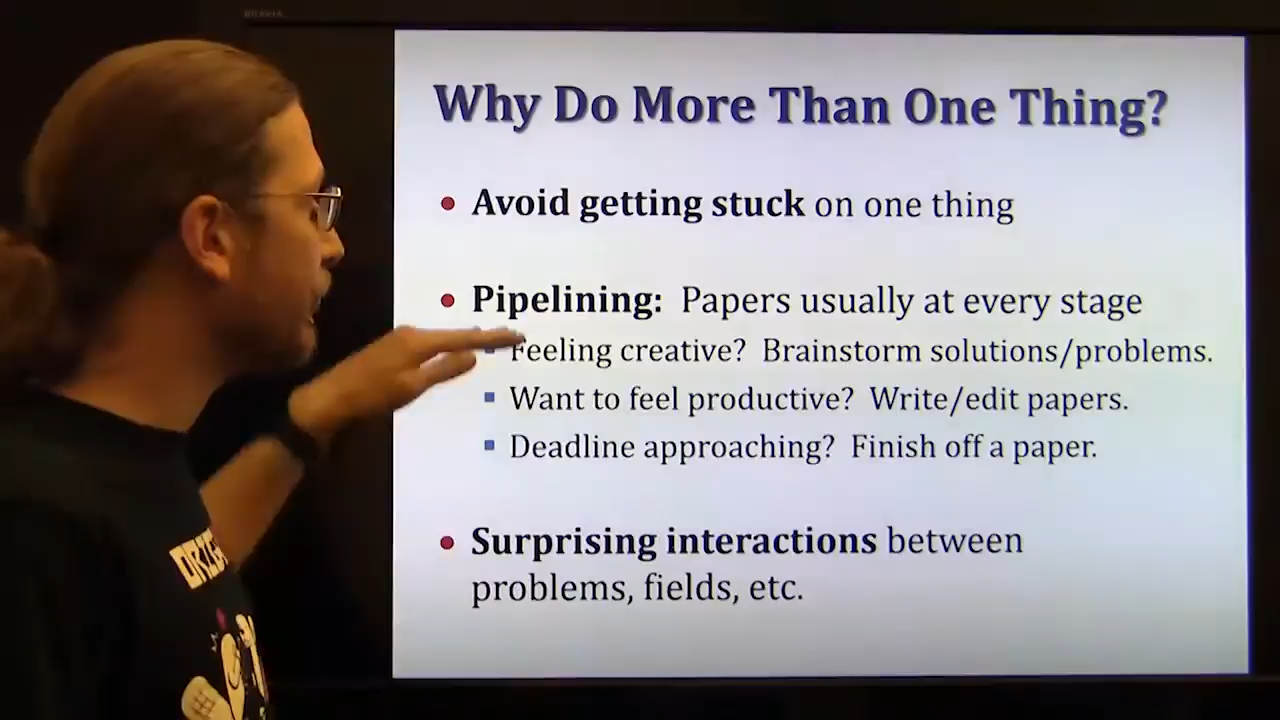 BRAVIA
Why Do More Than One Thing?
• Avoid getting stuck on one thing
• Pipelining: Papers usually at every stage
▪ Feeling creative? Brainstorm solutions/problems.
▪ Want to feel productive? Write/edit papers.
▪ Deadline approaching? Finish off a paper.
• Surprising interactions between
problems, fields, etc.